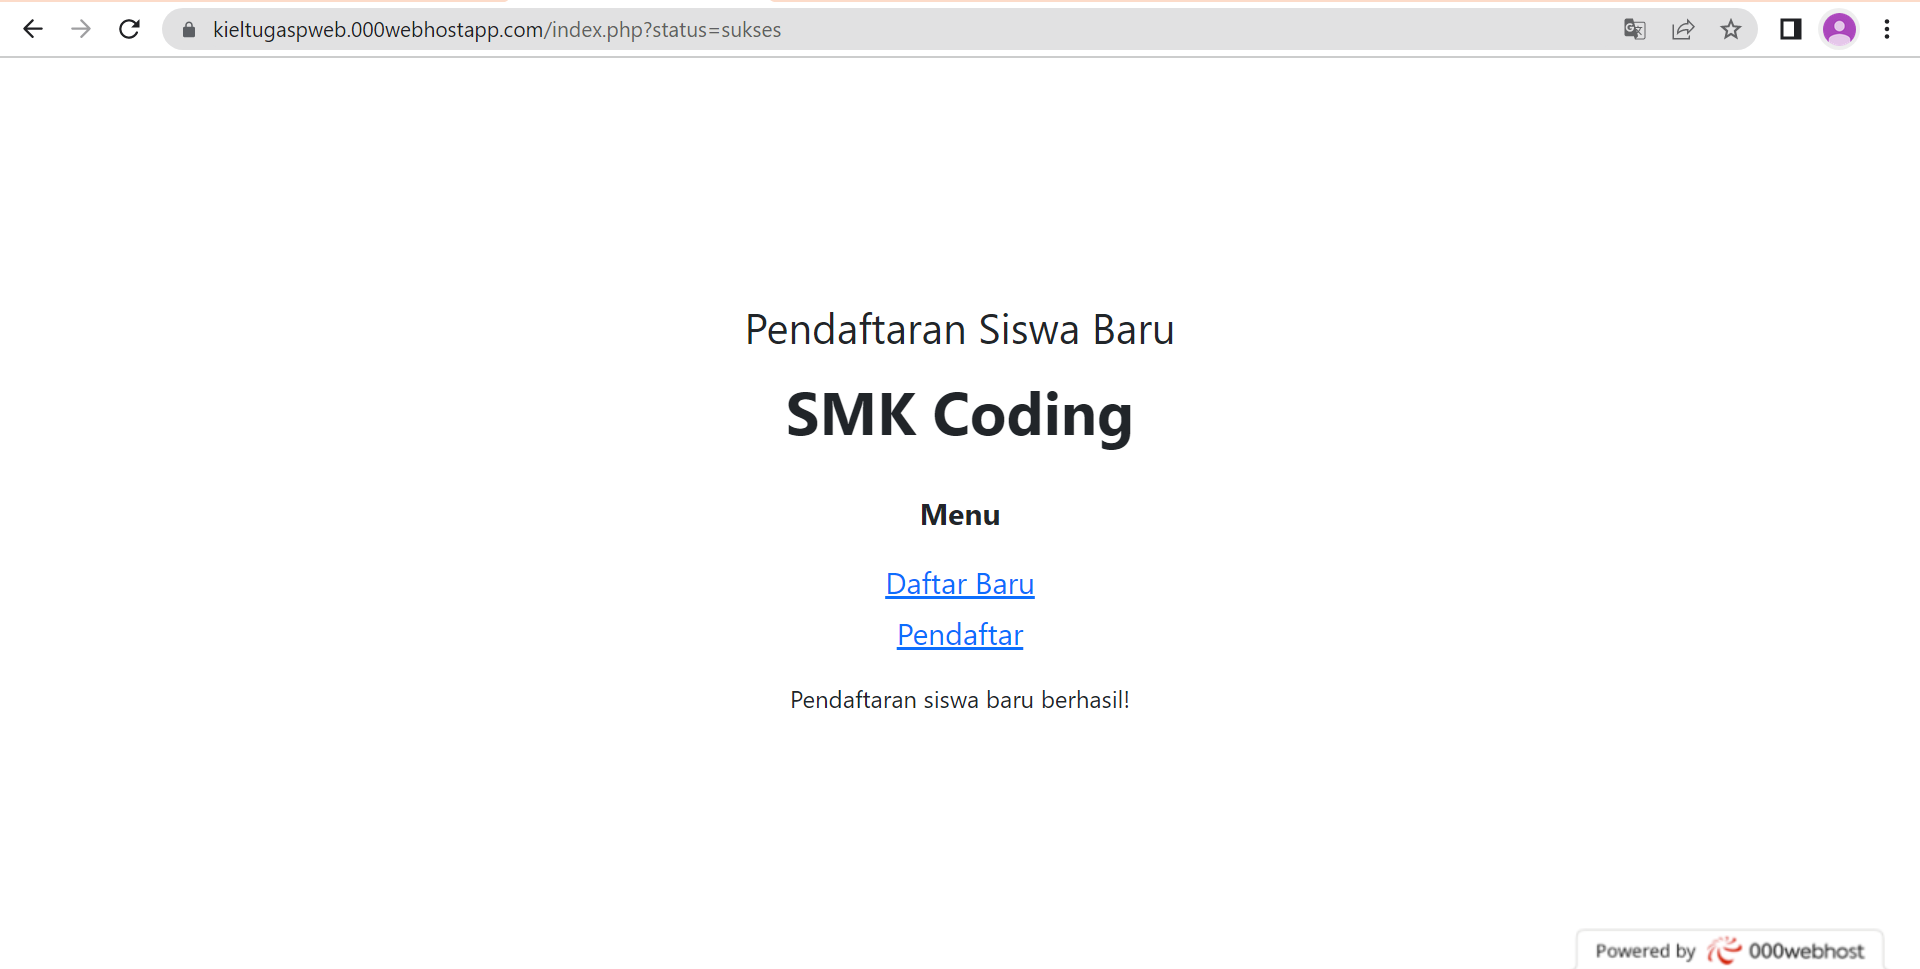 kieltugaspweb.000webhostapp.com/index.php?status=sukses
Pendaftaran Siswa Baru
SMK Coding
Menu
Daftar Baru
Pendaftar
Pendaftaran siswa baru berhasil!
Powered by 000webhost